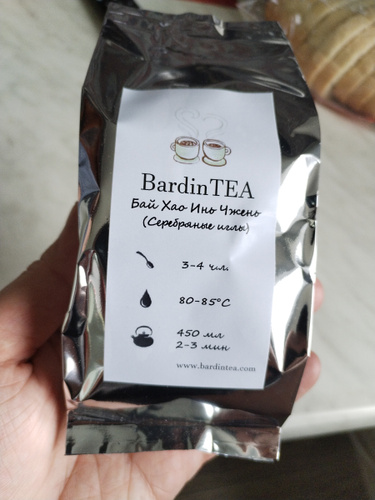 BardinTEA
Бай Хао Инь Чжень
(Серебряные иглы)
3-4 ч.л.
80-85°C
450 мл
2-3 мин
www.bardintea.com